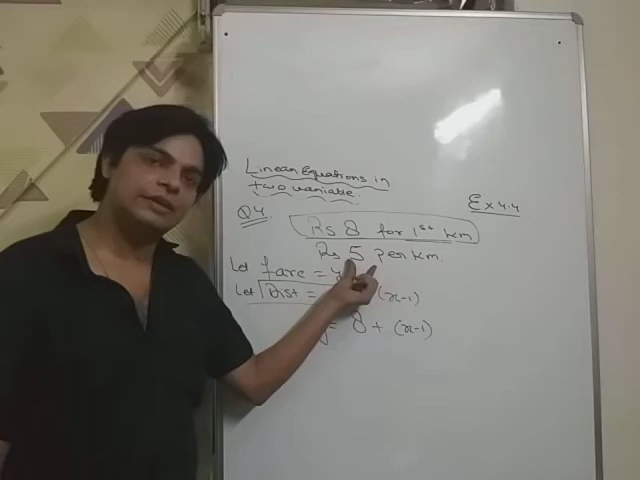 Linear Equations in
two variable.
Ex 4.4
Q4
Rs 8 for 1st km
Rs 5 per km.
Let fare = y
Let Dist = (x-1)
y= 8 + (x-1)